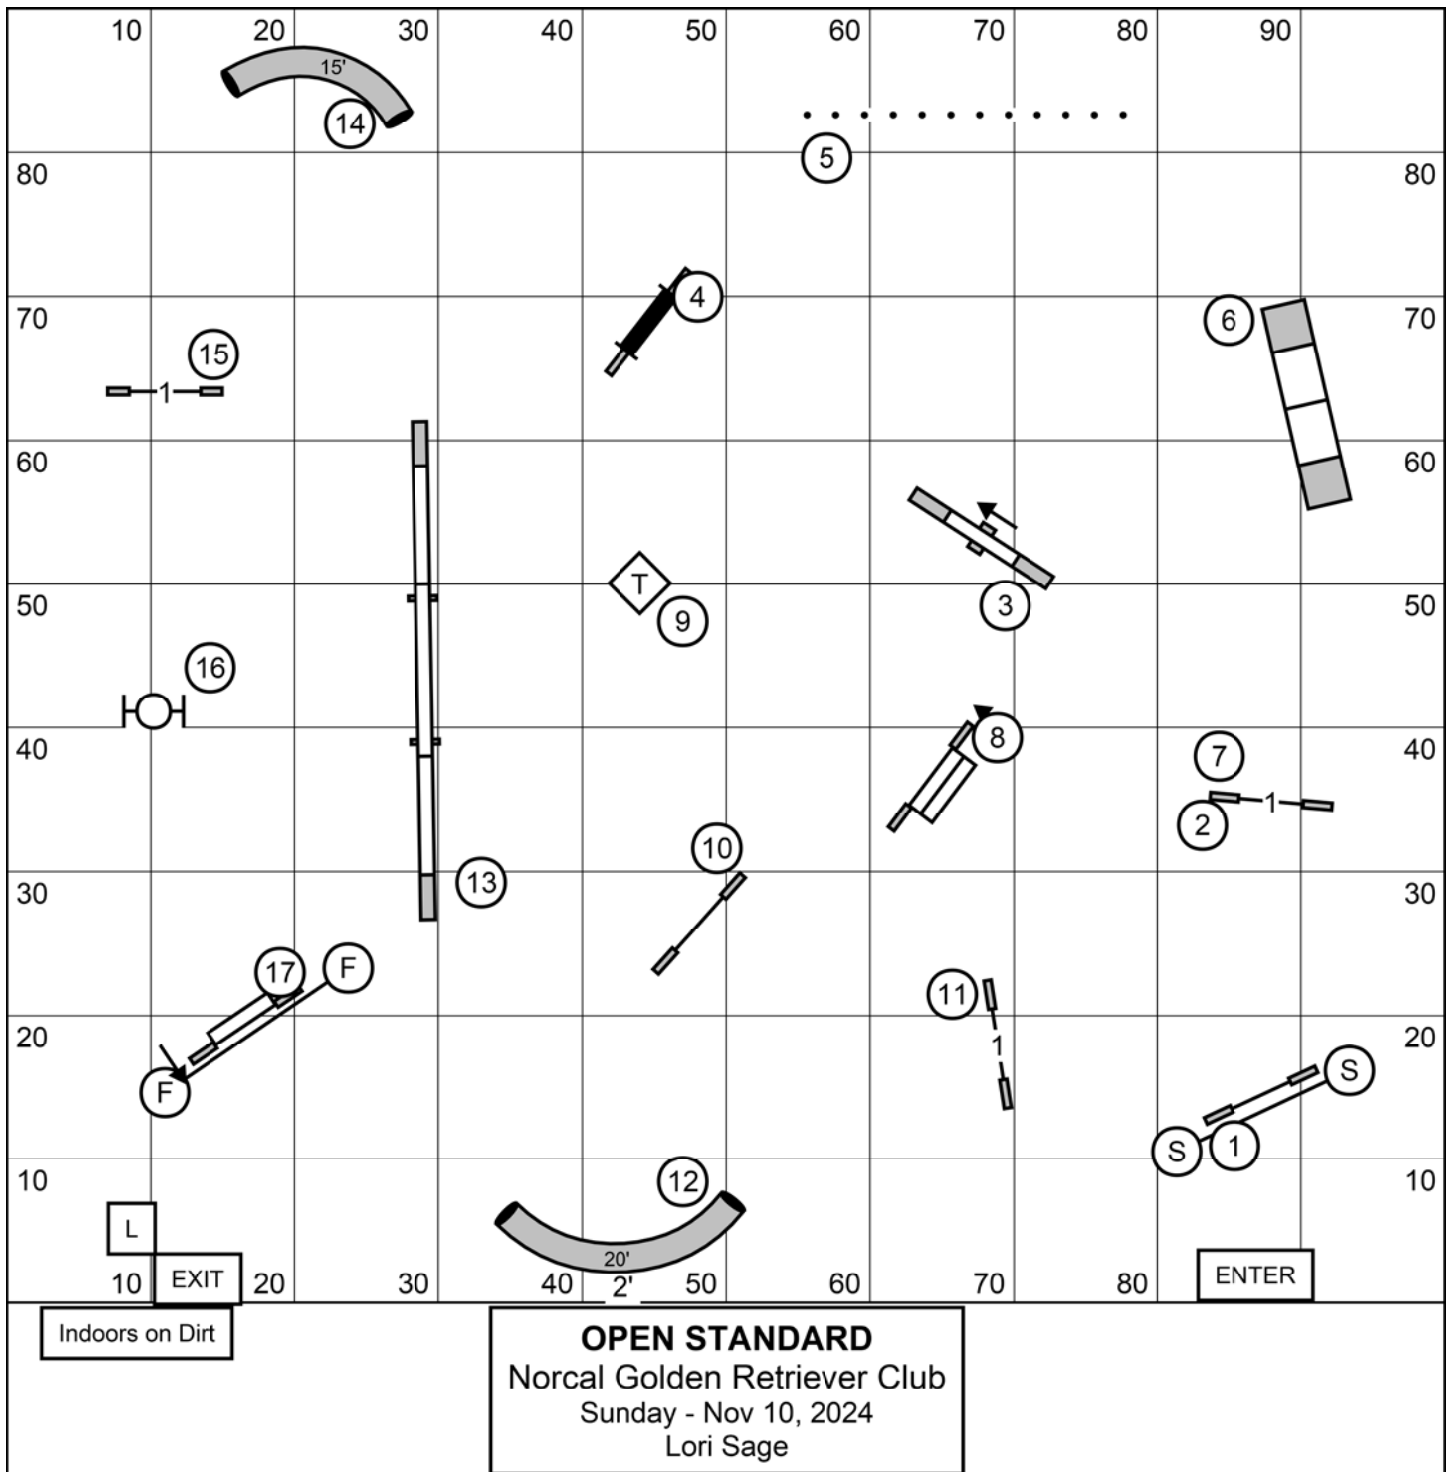 10 20 30 40 50 60 70 80 90
15'
14
5
80 80
4
70 6 70
15
1
60 60
T
50 3 50
9
16
40 8 40
7
1
2
10
30 13 30
17 F
11
20 20
1
F S
S 1
10 12 10
L
20'
10 EXIT 20 30 40 2' 50 60 70 80 ENTER
Indoors on Dirt
OPEN STANDARD
Norcal Golden Retriever Club
Sunday - Nov 10, 2024
Lori Sage